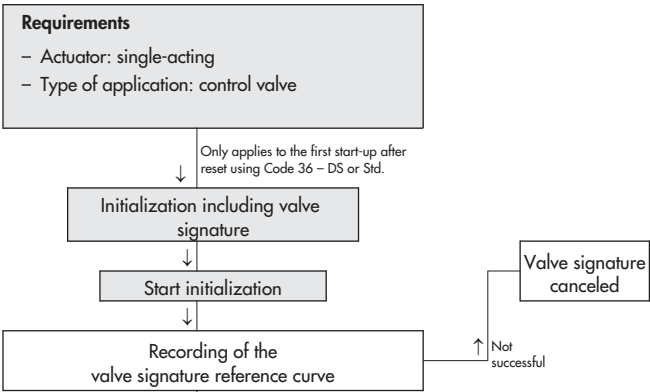 Requirements
– Actuator: single-acting
– Type of application: control valve
Only applies to the first start-up after
reset using Code 36 – DS or Std.
↓
Initialization including valve
signature
↓
Start initialization
↓
Valve signature
canceled
Recording of the
valve signature reference curve
↑ Not
successful